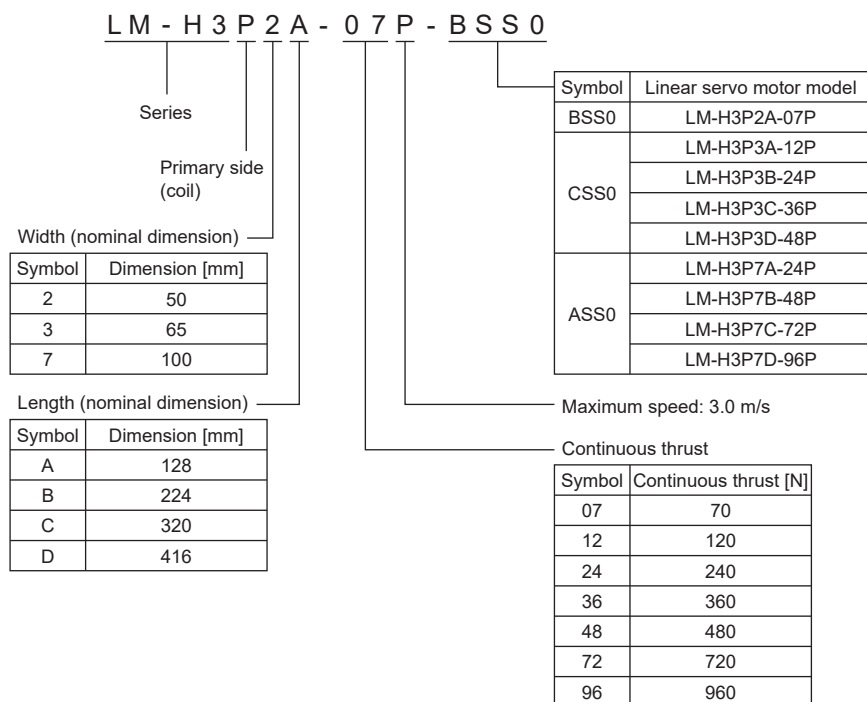 LM-H3P2A-07P-BSS0
Series
Primary side
(coil)
Width (nominal dimension)
Symbol Dimension [mm]
2 50
3 65
7 100
Length (nominal dimension)
Symbol Dimension [mm]
A 128
B 224
C 320
D 416
Symbol Linear servo motor model
BSS0 LM-H3P2A-07P
CSS0 LM-H3P3A-12P
LM-H3P3B-24P
LM-H3P3C-36P
LM-H3P3D-48P
ASS0 LM-H3P7A-24P
LM-H3P7B-48P
LM-H3P7C-72P
LM-H3P7D-96P
Maximum speed: 3.0 m/s
Continuous thrust
Symbol Continuous thrust [N]
07 70
12 120
24 240
36 360
48 480
72 720
96 960